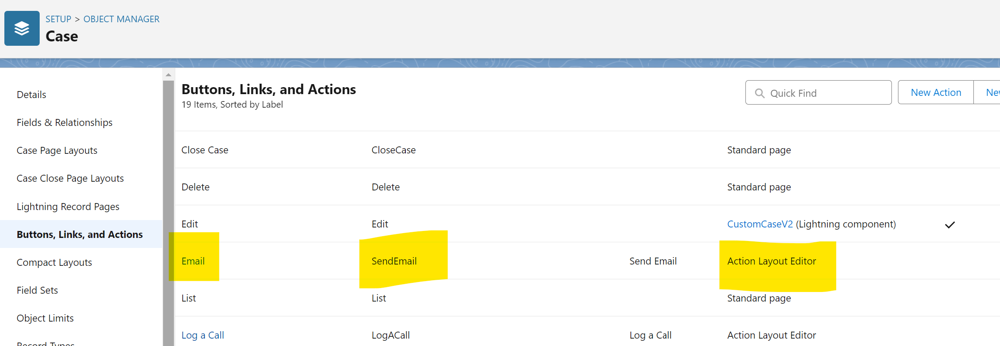 SETUP > OBJECT MANAGER
Case
Details
Fields & Relationships
Case Page Layouts
Case Close Page Layouts
Lightning Record Pages
Buttons, Links, and Actions
Compact Layouts
Field Sets
Object Limits
Record Types
Buttons, Links, and Actions
19 Items, Sorted by Label
Quick Find
New Action
New
Close Case CloseCase Standard page
Delete Delete Standard page
Edit Edit CustomCaseV2 (Lightning component)
Email SendEmail Send Email Action Layout Editor
List List Standard page
Log a Call LogACall Log a Call Action Layout Editor